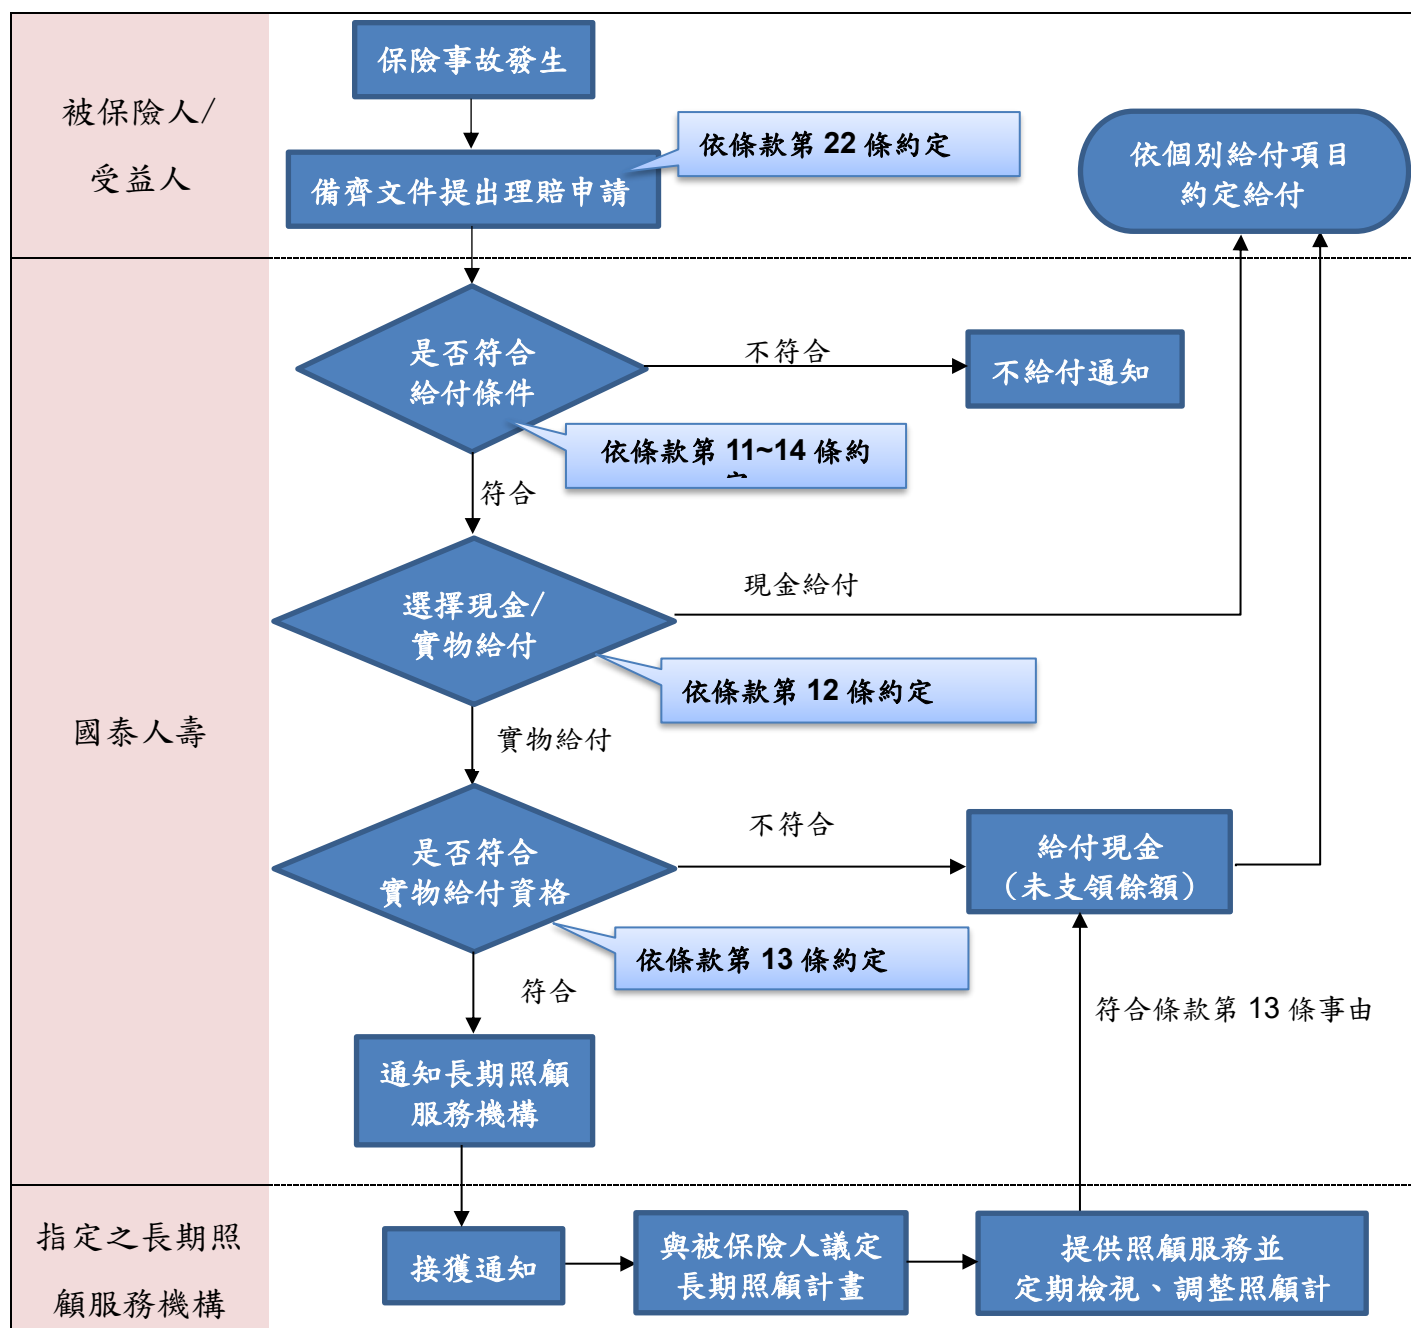 被保險人/
受益人
保險事故發生
備齊文件提出理賠申請
依條款第 22 條約定
依個別給付項目
約定給付
國泰人壽
是否符合
給付條件
不符合
不給付通知
依條款第 11~14 條約
符合
選擇現金/
實物給付
現金給付
依條款第 12 條約定
實物給付
是否符合
實物給付資格
不符合
給付現金
（未支領餘額）
依條款第 13 條約定
符合
符合條款第 13 條事由
通知長期照顧
服務機構
指定之長期照
顧服務機構
接獲通知
與被保險人議定
長期照顧計畫
提供照顧服務並
定期檢視、調整照顧計